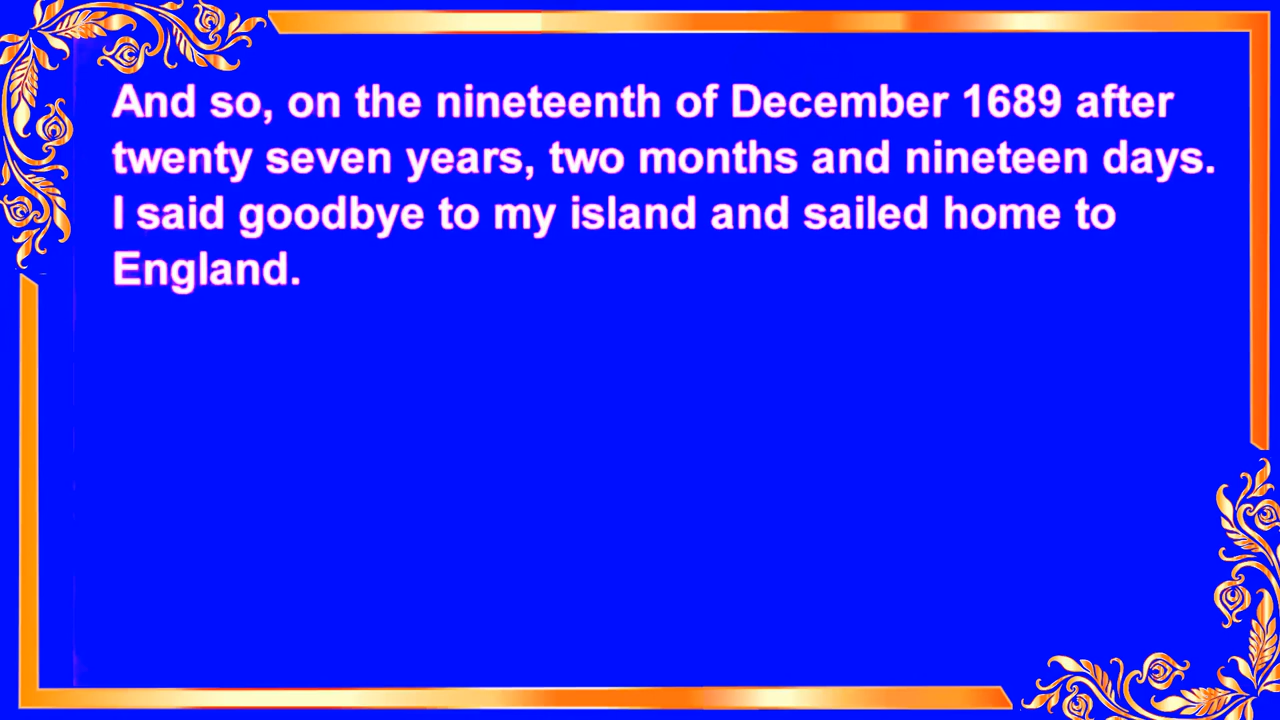 And so, on the nineteenth of December 1689 after
twenty seven years, two months and nineteen days.
I said goodbye to my island and sailed home to
England.